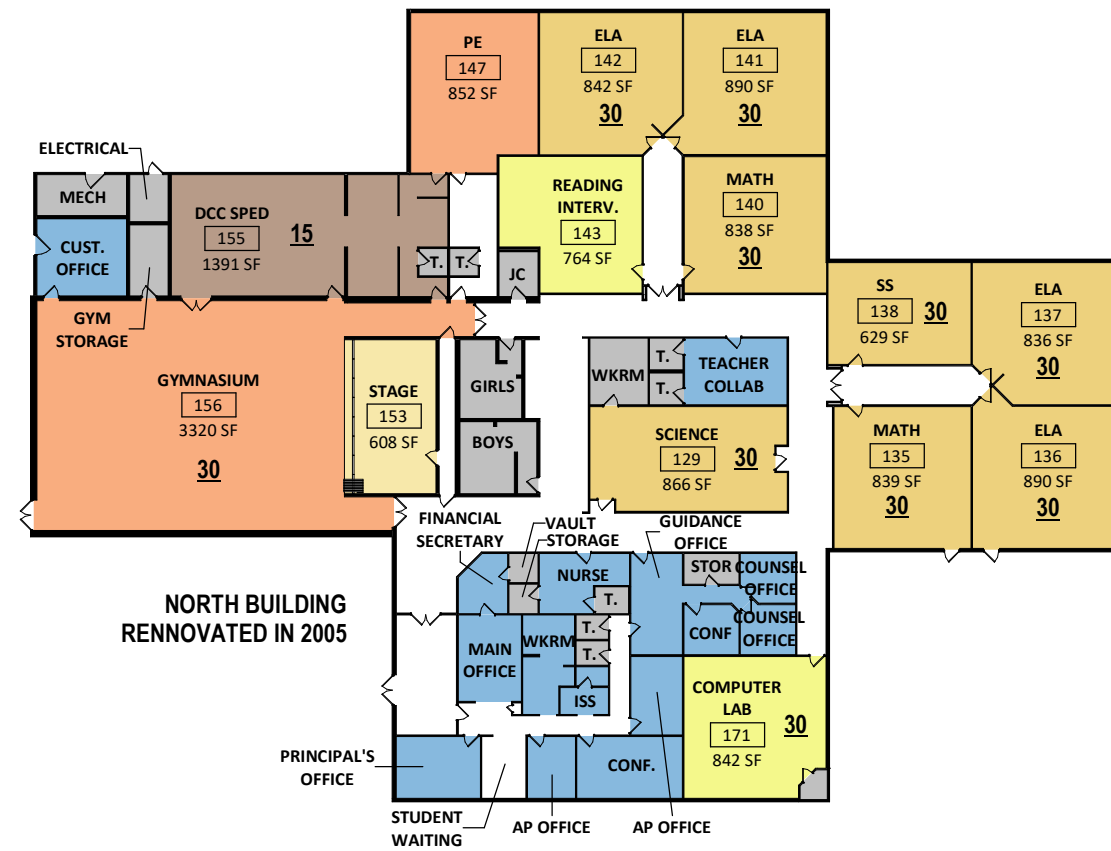 PE
147
852 SF
ELA
142
842 SF
30
ELA
141
890 SF
30
ELECTRICAL
MECH
CUST.
OFFICE
GYM
STORAGE
DCC SPED
155
1391 SF
15
T.
T.
JC
READING
INTERV.
143
764 SF
MATH
140
838 SF
30
SS
138
629 SF
30
ELA
137
836 SF
30
GYMNASIUM
156
3320 SF
30
STAGE
153
608 SF
GIRLS
BOYS
WKRM
T.
T.
TEACHER
COLLAB
SCIENCE
129
866 SF
30
MATH
135
839 SF
30
ELA
136
890 SF
30
FINANCIAL
SECRETARY
VAULT
STORAGE
GUIDANCE
OFFICE
NURSE
T.
STOR
COUNSEL
OFFICE
NORTH BUILDING
RENNOVATED IN 2005
MAIN
OFFICE
WKRM
T.
T.
ISS
CONF
COUNSEL
OFFICE
COMPUTER
LAB
171
842 SF
30
PRINCIPAL'S
OFFICE
CONF.
STUDENT
WAITING
AP OFFICE
AP OFFICE